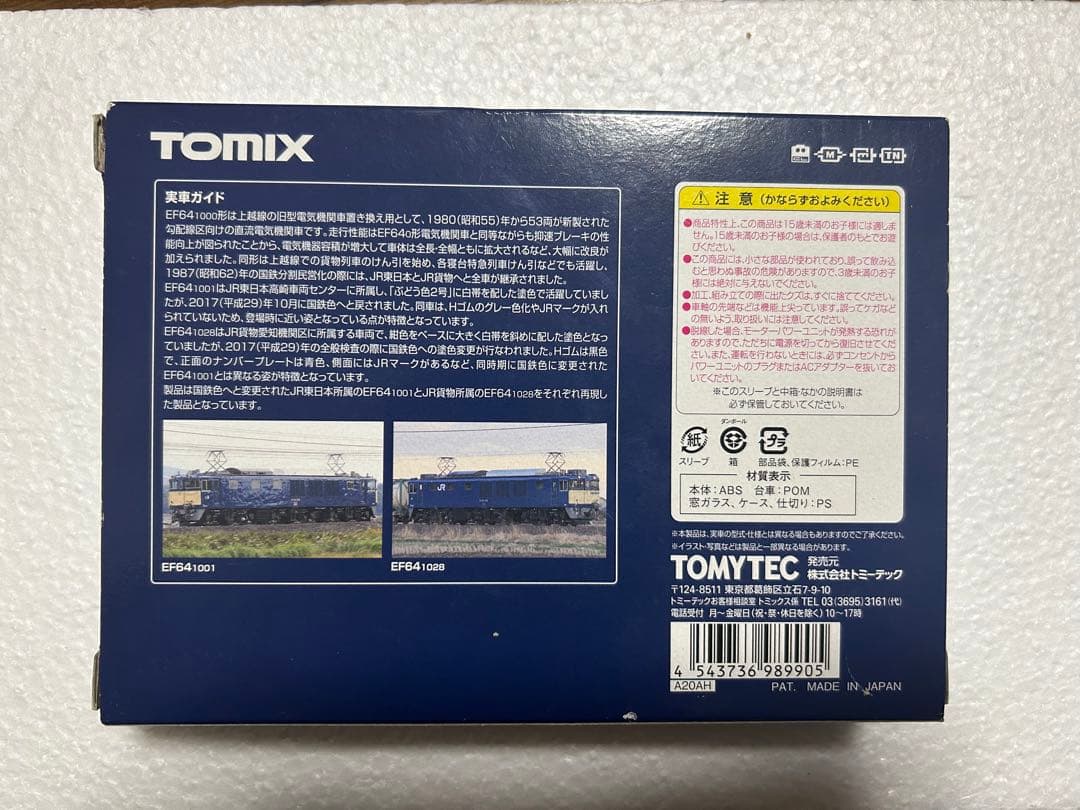 TOMIX
M E TN
実車ガイド
EF641000形は上越線の旧型電気機関車置き換え用として、1980(昭和55)年から53両が新製された
勾配線区向けの直流電気機関車です。走行性能はEF640形電気機関車と同等ながらも抑速ブレーキの性
能向上が図られたことから、電気機器容積が増大して車体は全長・全幅ともに拡大されるなど、大幅に改良が
加えられました。同形は上越線での貨物列車のけん引を始め、各寝台特急列車けん引などでも活躍し、
1987(昭和62)年の国鉄分割民営化の際には、JR東日本とJR貨物へと全車が継承されました。
EF641001はJR東日本高崎車両センターに所属し、「ぶどう色2号」に白帯を配した塗色で活躍していまし
たが、2017(平成29)年10月に国鉄色へと戻されました。同車は、Hゴムのグレー色化やJRマークが入れ
られていないため、登場時に近い姿となっている点が特徴となっています。
EF641028はJR貨物愛知機関区に所属する車両で、紺色をベースに大きく白帯を斜めに配した塗色となっ
ていましたが、2017(平成29)年の全般検査の際に国鉄色への塗色変更が行なわれました。Hゴムは黒色
で、正面のナンバープレートは青色、側面にはJRマークがあるなど、同時期に国鉄色に変更された
EF641001とは異なる姿が特徴となっています。
製品は国鉄色へと変更されたJR東日本所属のEF641001とJR貨物所属のEF641028をそれぞれ再現し
た製品となっています。
JR
EF641001
EF641028
注意(かならずおよみください)
●商品特性上、この商品は15歳未満のお子様には適しま
せん。15歳未満のお子様の場合は、保護者のもとでお遊
びください。
●この商品には、小さな部品が使われており、誤って飲み込
むと思わぬ事故の危険がありますので、3歳未満のお子
様には絶対に与えないでください。
●加工、組み立ての際に出たクズは、すぐに捨ててください。
●車軸の先端などは機能上尖っています。誤ってケガなど
の無いよう、取り扱いには注意してください。
●脱線した場合、モーターやパワーユニットが発熱する恐れが
ありますので、ただちに電源を切ってから復旧させてくだ
さい。また、運転を行わないときには、必ずコンセントから
パワーユニットのプラグまたはACアダプターを抜いてお
いてください。
※このスリーブと中箱・なかの説明書は
必ず保管しておいてください。
ダンボール
紙 プラ
スリーブ 箱 部品袋、保護フィルム:PE
材質表示
本体:ABS 台車:POM
窓ガラス、ケース、仕切り:PS
※本製品は、実車の型式・仕様とは異なる場合もありますのでご了承ください。
※イラスト・写真などは製品と一部異なる場合があります。
TOMYTEC 発売元 株式会社トミーテック
〒124-8511 東京都葛飾区立石7-9-10
トミーテックお客様相談室 トミックス係 TEL 03(3695)3161(代)
電話受付 月~金曜日(祝・祭・休日を除く)10~17時
4 543736 989905
A20AH
PAT. MADE IN JAPAN